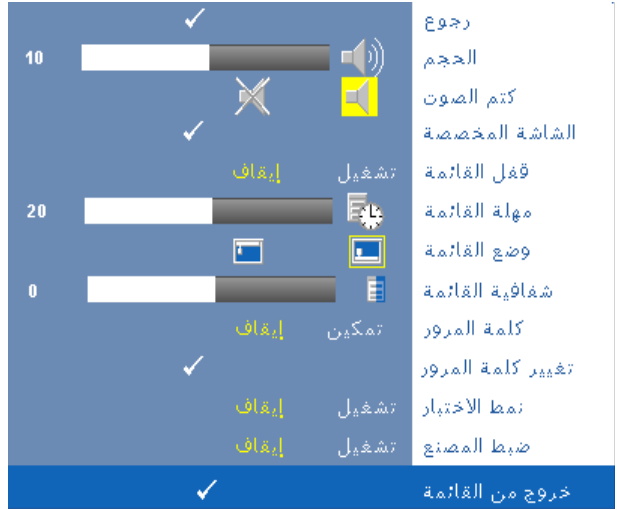 رجوع
الحجم 10
كتم الصوت
الشاشة المخصصة
قفل القائمة تشغيل إيقاف
مهلة القائمة 20
وضع القائمة
شفافية القائمة 0
كلمة المرور تمكين إيقاف
تغيير كلمة المرور
نمط الاختبار تشغيل إيقاف
ضبط المصنع تشغيل إيقاف
خروج من القائمة